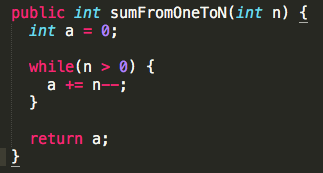 public int sumFromOneToN(int n) {
int a = 0;
while(n > 0) {
a += n--;
}
return a;
}